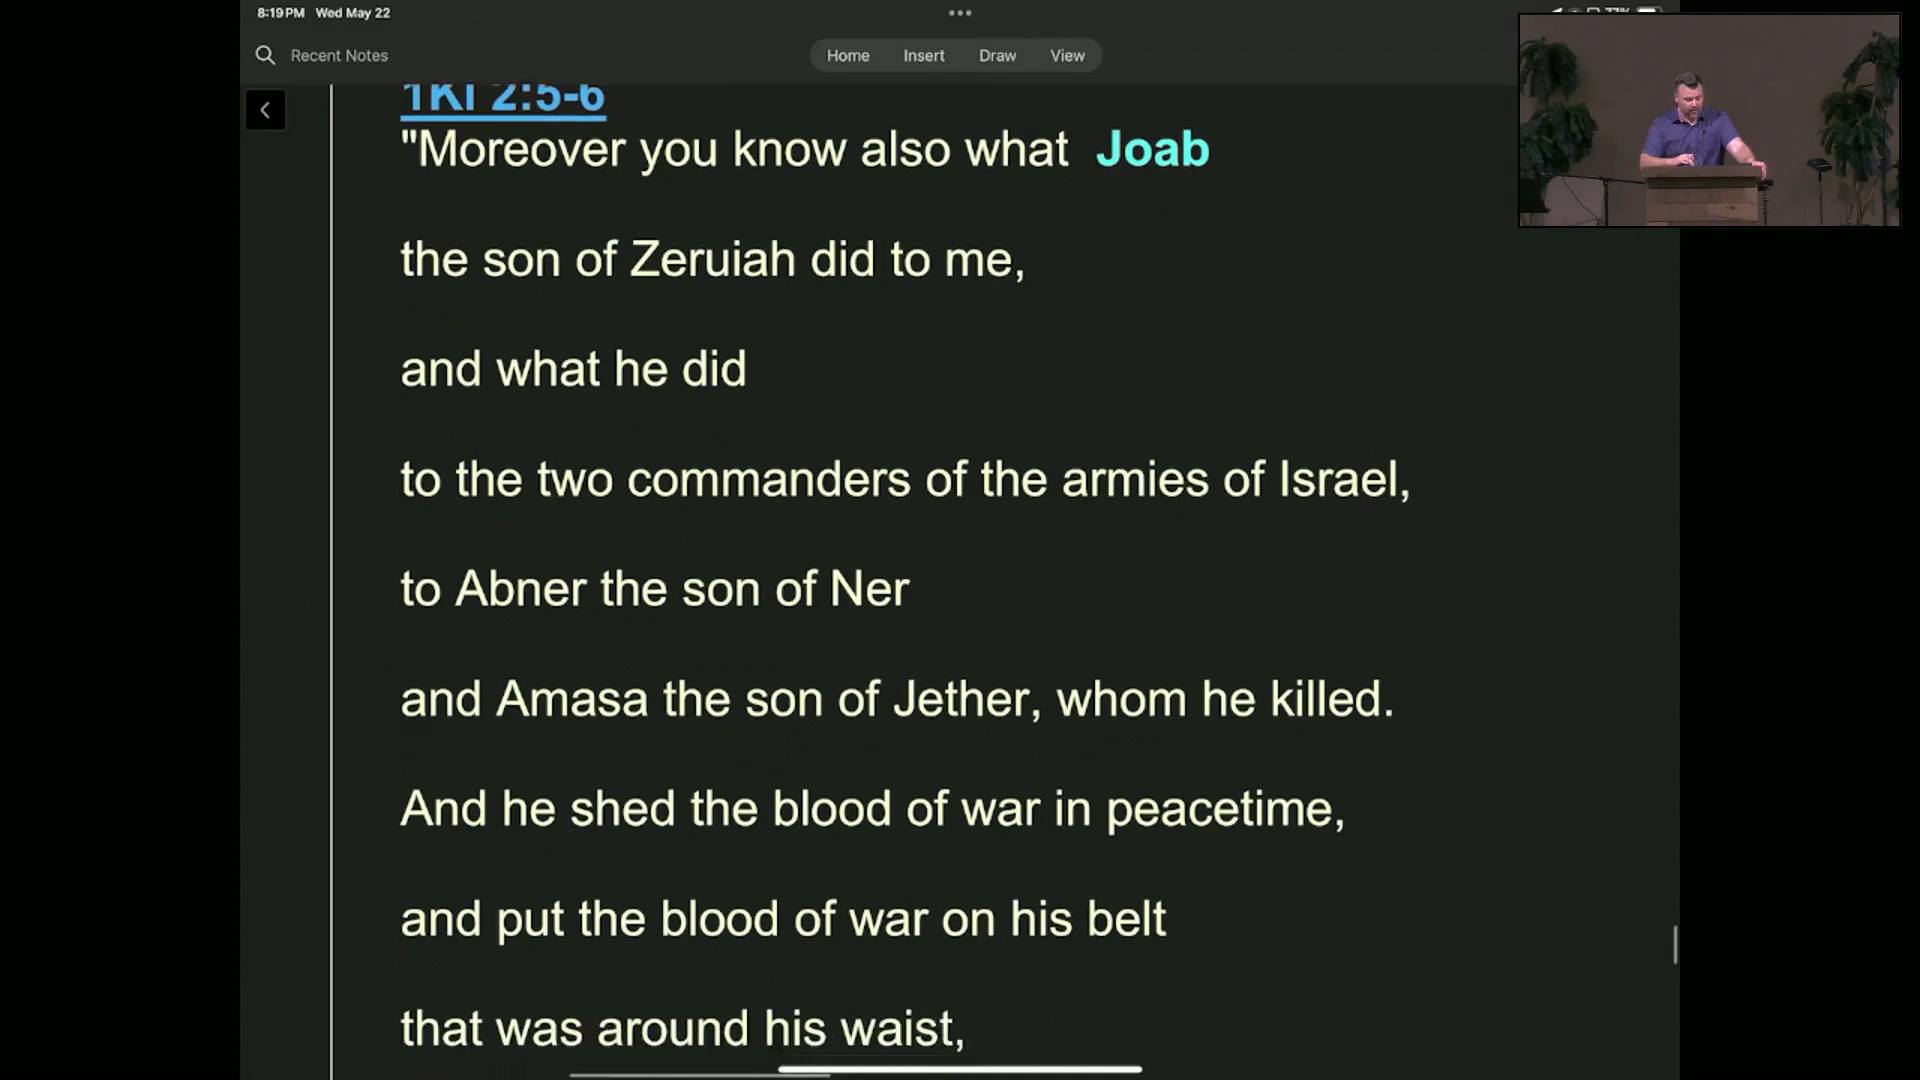 8:19 PM Wed May 22
77%
Recent Notes
Home Insert Draw View
1Ki 2:5-6
"Moreover you know also what Joab
the son of Zeruiah did to me,
and what he did
to the two commanders of the armies of Israel,
to Abner the son of Ner
and Amasa the son of Jether, whom he killed.
And he shed the blood of war in peacetime,
and put the blood of war on his belt
that was around his waist,